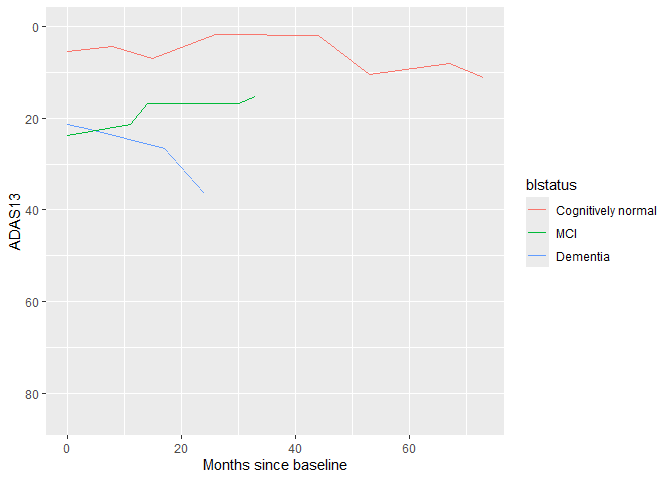 0
20
40
60
80
ADAS13
0 20 40 60
Months since baseline
blstatus
Cognitively normal
MCI
Dementia